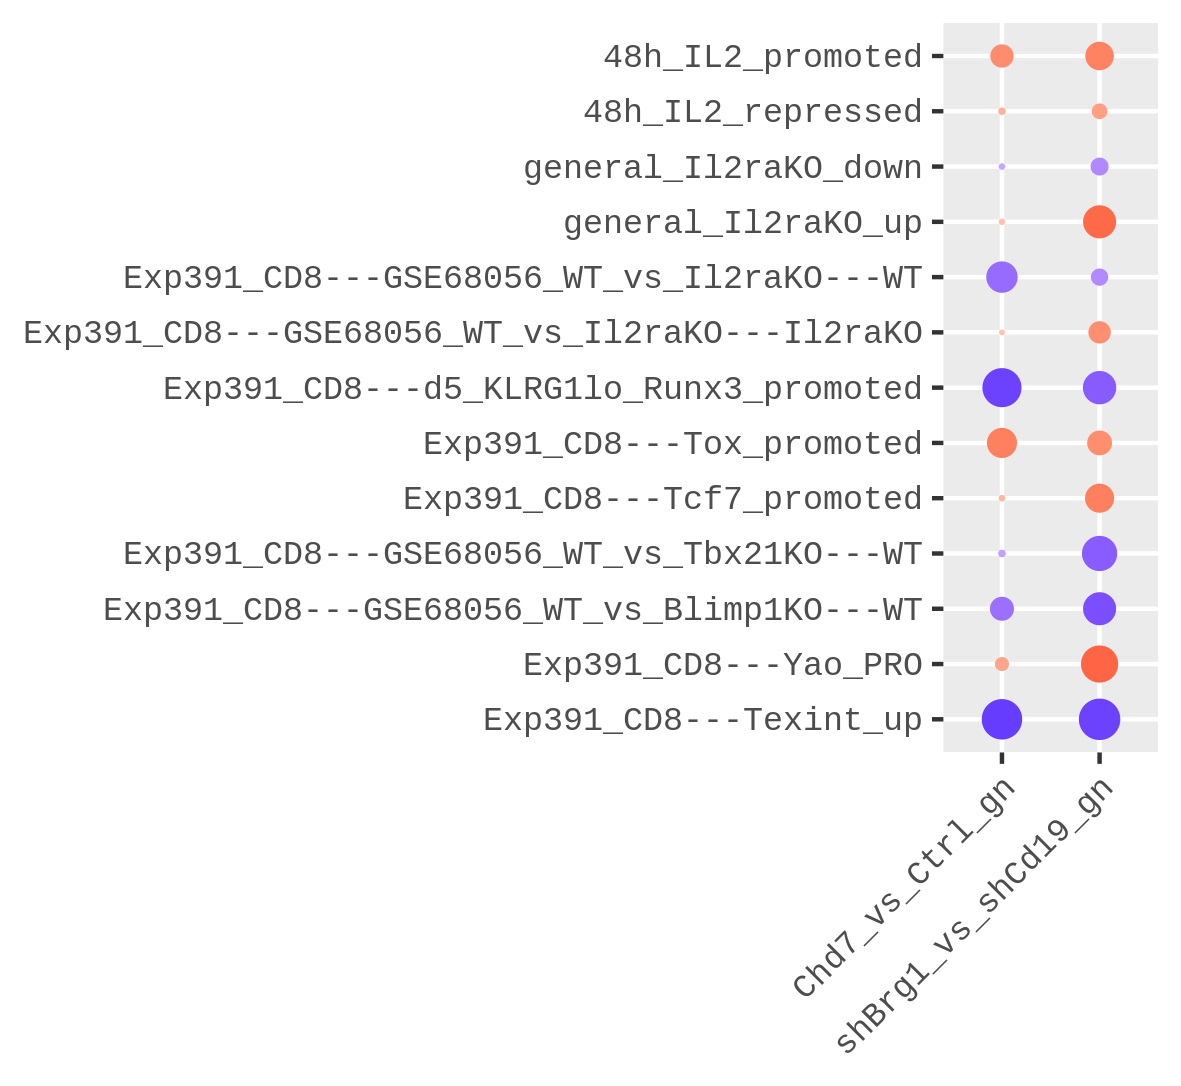 48h_IL2_promoted
48h_IL2_repressed
general_Il2raKO_down
general_Il2raKO_up
Exp391_CD8---GSE68056_WT_vs_Il2raKO---WT
Exp391_CD8---GSE68056_WT_vs_Il2raKO---Il2raKO
Exp391_CD8---d5_KLRG1lo_Runx3_promoted
Exp391_CD8---Tox_promoted
Exp391_CD8---Tcf7_promoted
Exp391_CD8---GSE68056_WT_vs_Tbx21KO---WT
Exp391_CD8---GSE68056_WT_vs_Blimp1KO---WT
Exp391_CD8---Yao_PRO
Exp391_CD8---Texint_up
Chd7_vs_Ctrl_gn
shBrg1_vs_shCd19_gn